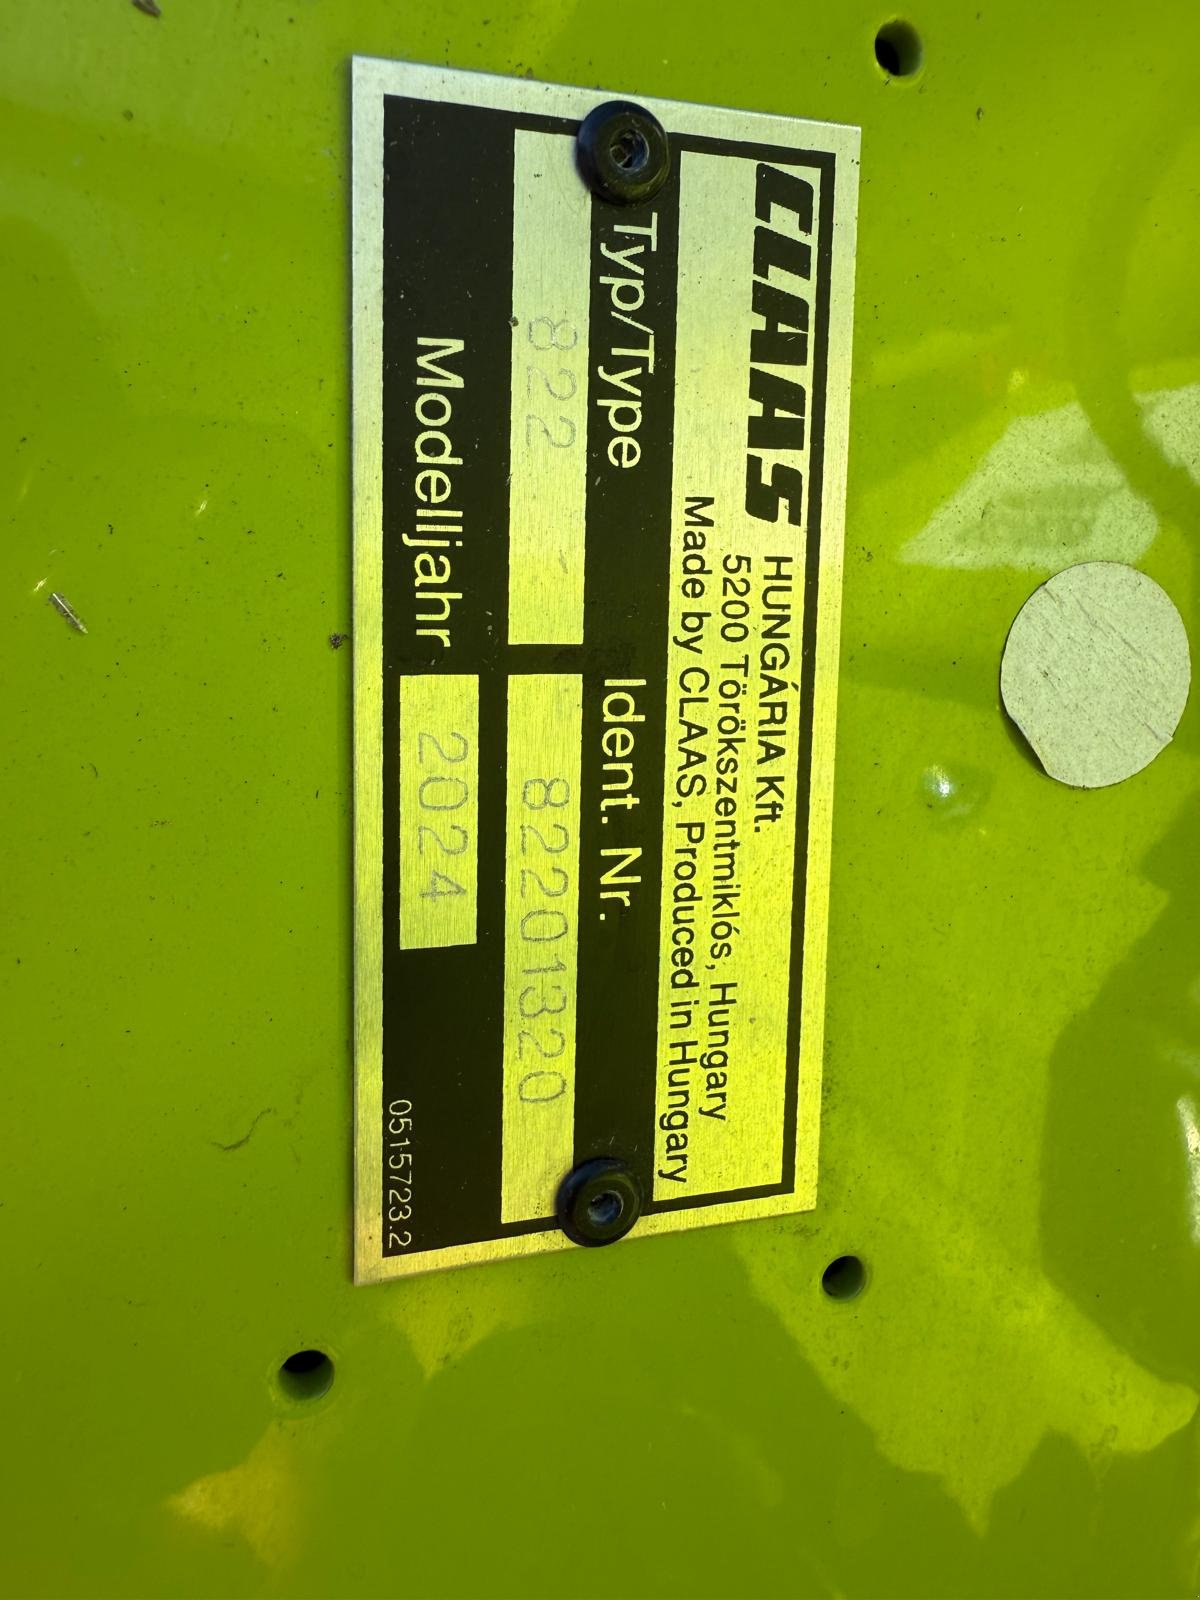 CLAAS HUNGÁRIA Kft.
5200 Törökszentmiklós, Hungary
Made by CLAAS, Produced in Hungary
Typ/Type Ident. Nr.
822 82201320
Modelljahr 2024
0515723.2